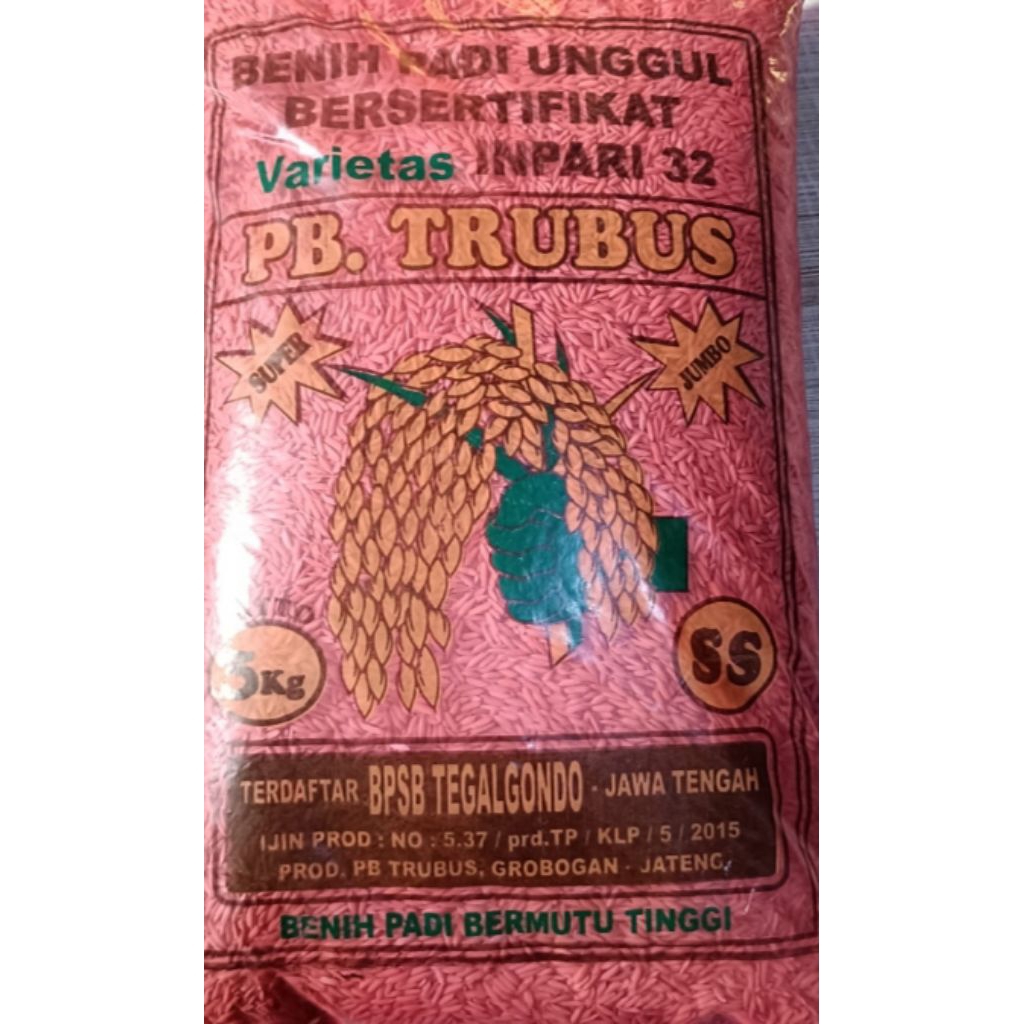 BENIH PADI UNGGUL
BERSERTIFIKAT
Varietas INPARI 32
PB. TRUBUS
SUPER
JUMBO
5Kg
SS
TERDAFTAR BPSB TEGALGONDO - JAWA TENGAH
IJIN PROD : NO : 5.37 / prd.TP / KLP / 5 / 2015
PROD. PB TRUBUS, GROBOGAN - JATENG.
BENIH PADI BERMUTU TINGGI